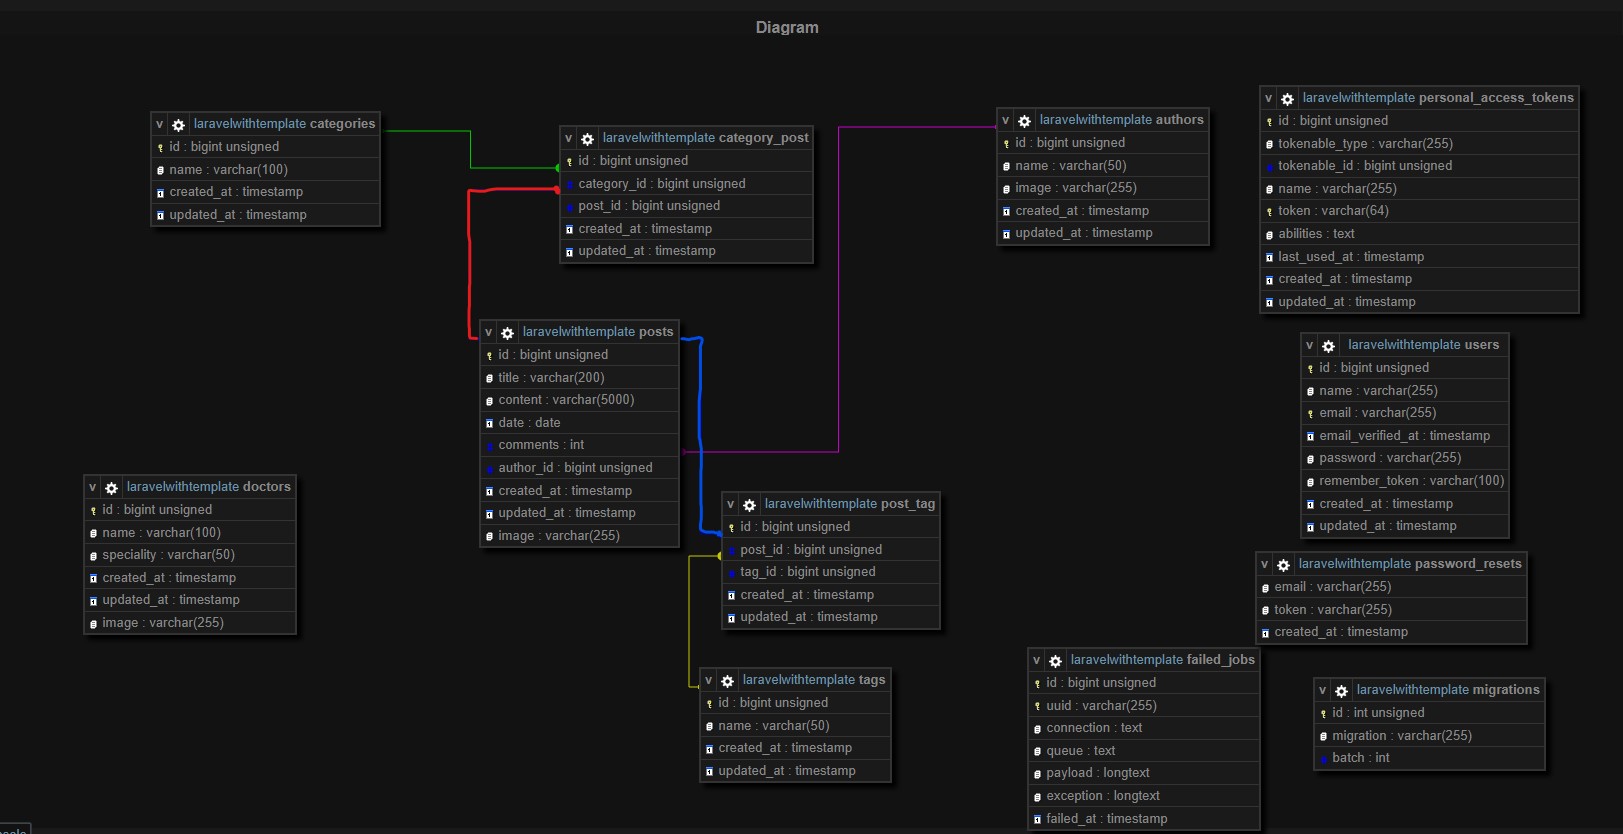 Diagram
v laravelwithtemplate categories
id : bigint unsigned
name : varchar(100)
created_at : timestamp
updated_at : timestamp
v laravelwithtemplate category_post
id : bigint unsigned
category_id : bigint unsigned
post_id : bigint unsigned
created_at : timestamp
updated_at : timestamp
v laravelwithtemplate authors
id : bigint unsigned
name : varchar(50)
image : varchar(255)
created_at : timestamp
updated_at : timestamp
v laravelwithtemplate personal_access_tokens
id : bigint unsigned
tokenable_type : varchar(255)
tokenable_id : bigint unsigned
name : varchar(255)
token : varchar(64)
abilities : text
last_used_at : timestamp
created_at : timestamp
updated_at : timestamp
v laravelwithtemplate posts
id : bigint unsigned
title : varchar(200)
content : varchar(5000)
date : date
comments : int
author_id : bigint unsigned
created_at : timestamp
updated_at : timestamp
image : varchar(255)
v laravelwithtemplate users
id : bigint unsigned
name : varchar(255)
email : varchar(255)
email_verified_at : timestamp
password : varchar(255)
remember_token : varchar(100)
created_at : timestamp
updated_at : timestamp
v laravelwithtemplate doctors
id : bigint unsigned
name : varchar(100)
speciality : varchar(50)
created_at : timestamp
updated_at : timestamp
image : varchar(255)
v laravelwithtemplate post_tag
id : bigint unsigned
post_id : bigint unsigned
tag_id : bigint unsigned
created_at : timestamp
updated_at : timestamp
v laravelwithtemplate password_resets
email : varchar(255)
token : varchar(255)
created_at : timestamp
v laravelwithtemplate tags
id : bigint unsigned
name : varchar(50)
created_at : timestamp
updated_at : timestamp
v laravelwithtemplate failed_jobs
id : bigint unsigned
uuid : varchar(255)
connection : text
queue : text
payload : longtext
exception : longtext
failed_at : timestamp
v laravelwithtemplate migrations
id : int unsigned
migration : varchar(255)
batch : int